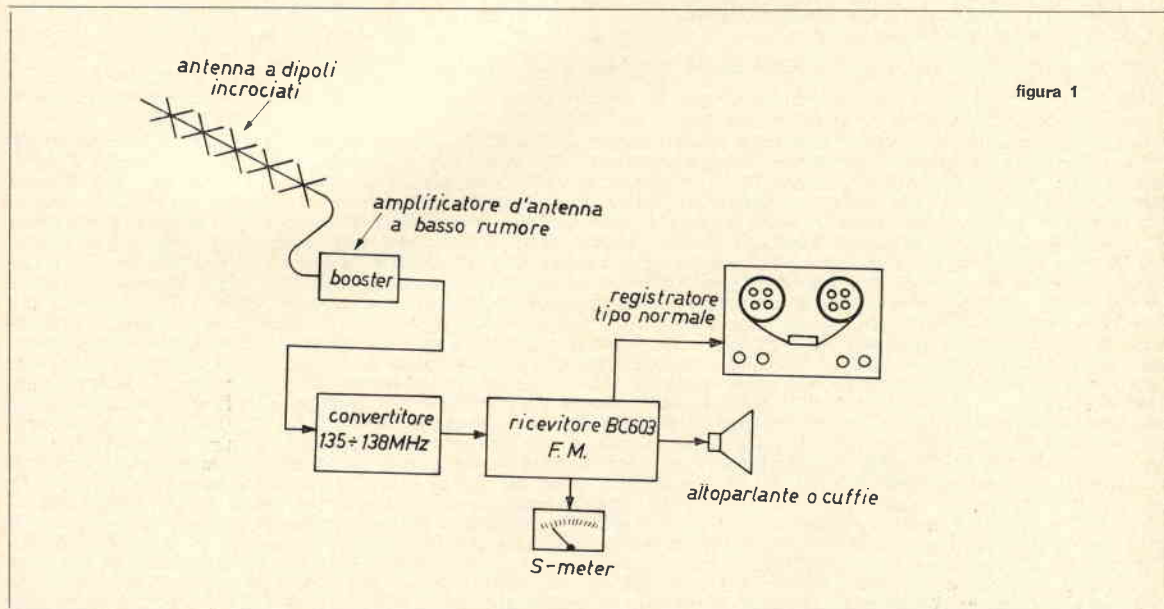 antenna a dipoli
incrociati
figura 1
amplificatore d'antenna
a basso rumore
booster
registratore
tipo normale
convertitore
135÷138MHz
ricevitore BC603
F.M.
altoparlante o cuffie
S-meter